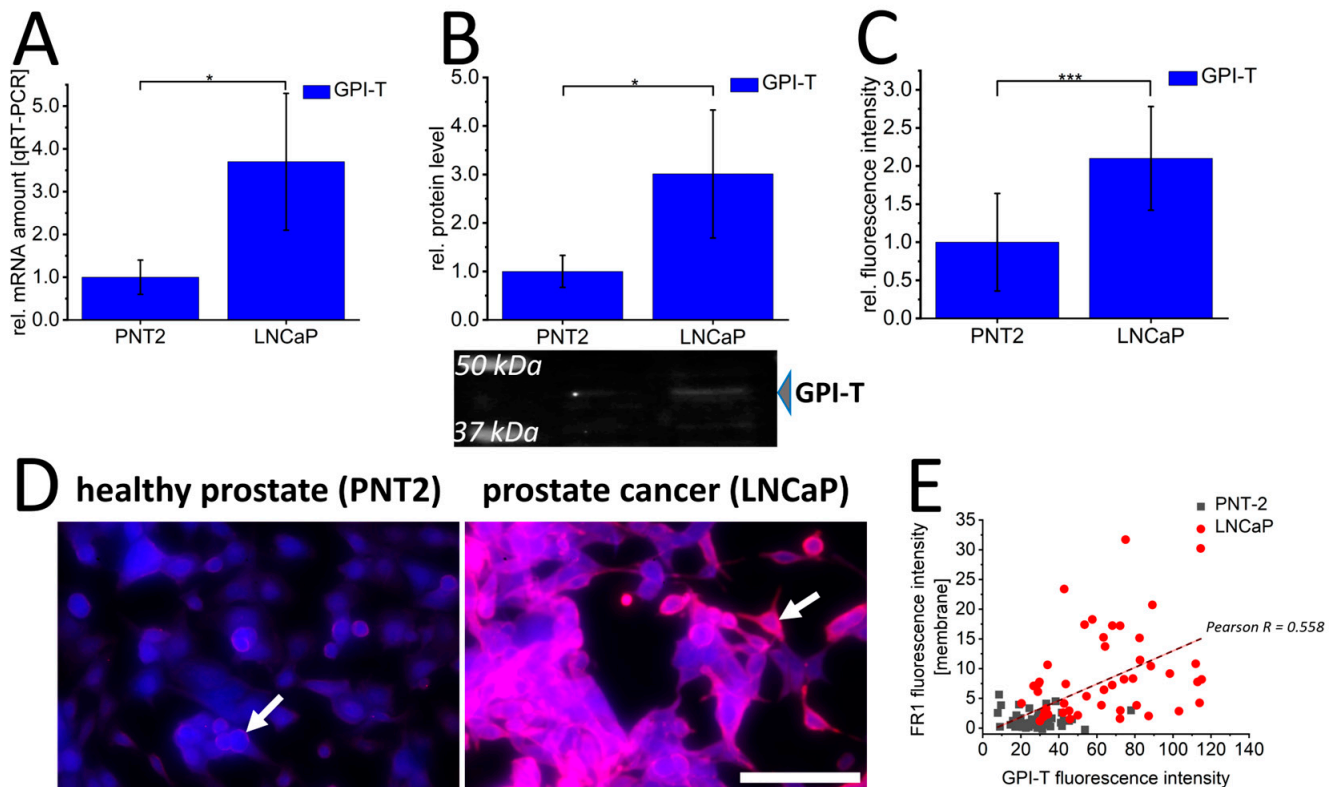 A
rel. mRNA amount [qRT-PCR]
5.0
4.0
3.0
2.0
1.0
0.0
*
GPI-T
PNT2 LNCaP
B
rel. protein level
5.0
4.0
3.0
2.0
1.0
0.0
*
GPI-T
PNT2 LNCaP
50 kDa
37 kDa
GPI-T
C
rel. fluorescence intensity
3.0
2.5
2.0
1.5
1.0
0.5
0.0
***
GPI-T
PNT2 LNCaP
D
healthy prostate (PNT2) prostate cancer (LNCaP)
E
PNT-2
LNCaP
FR1 fluorescence intensity
[membrane]
35
30
25
20
15
10
5
0
Pearson R = 0.558
0 20 40 60 80 100 120 140
GPI-T fluorescence intensity